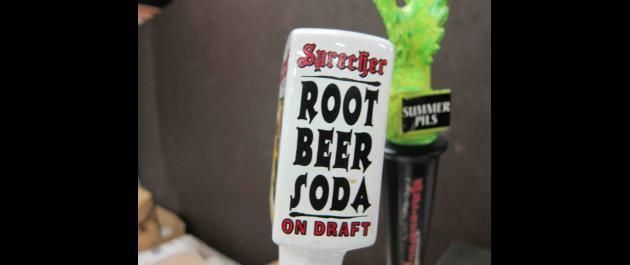 Sprecher
ROOT
BEER
SODA
ON DRAFT
SUMMER
PILS